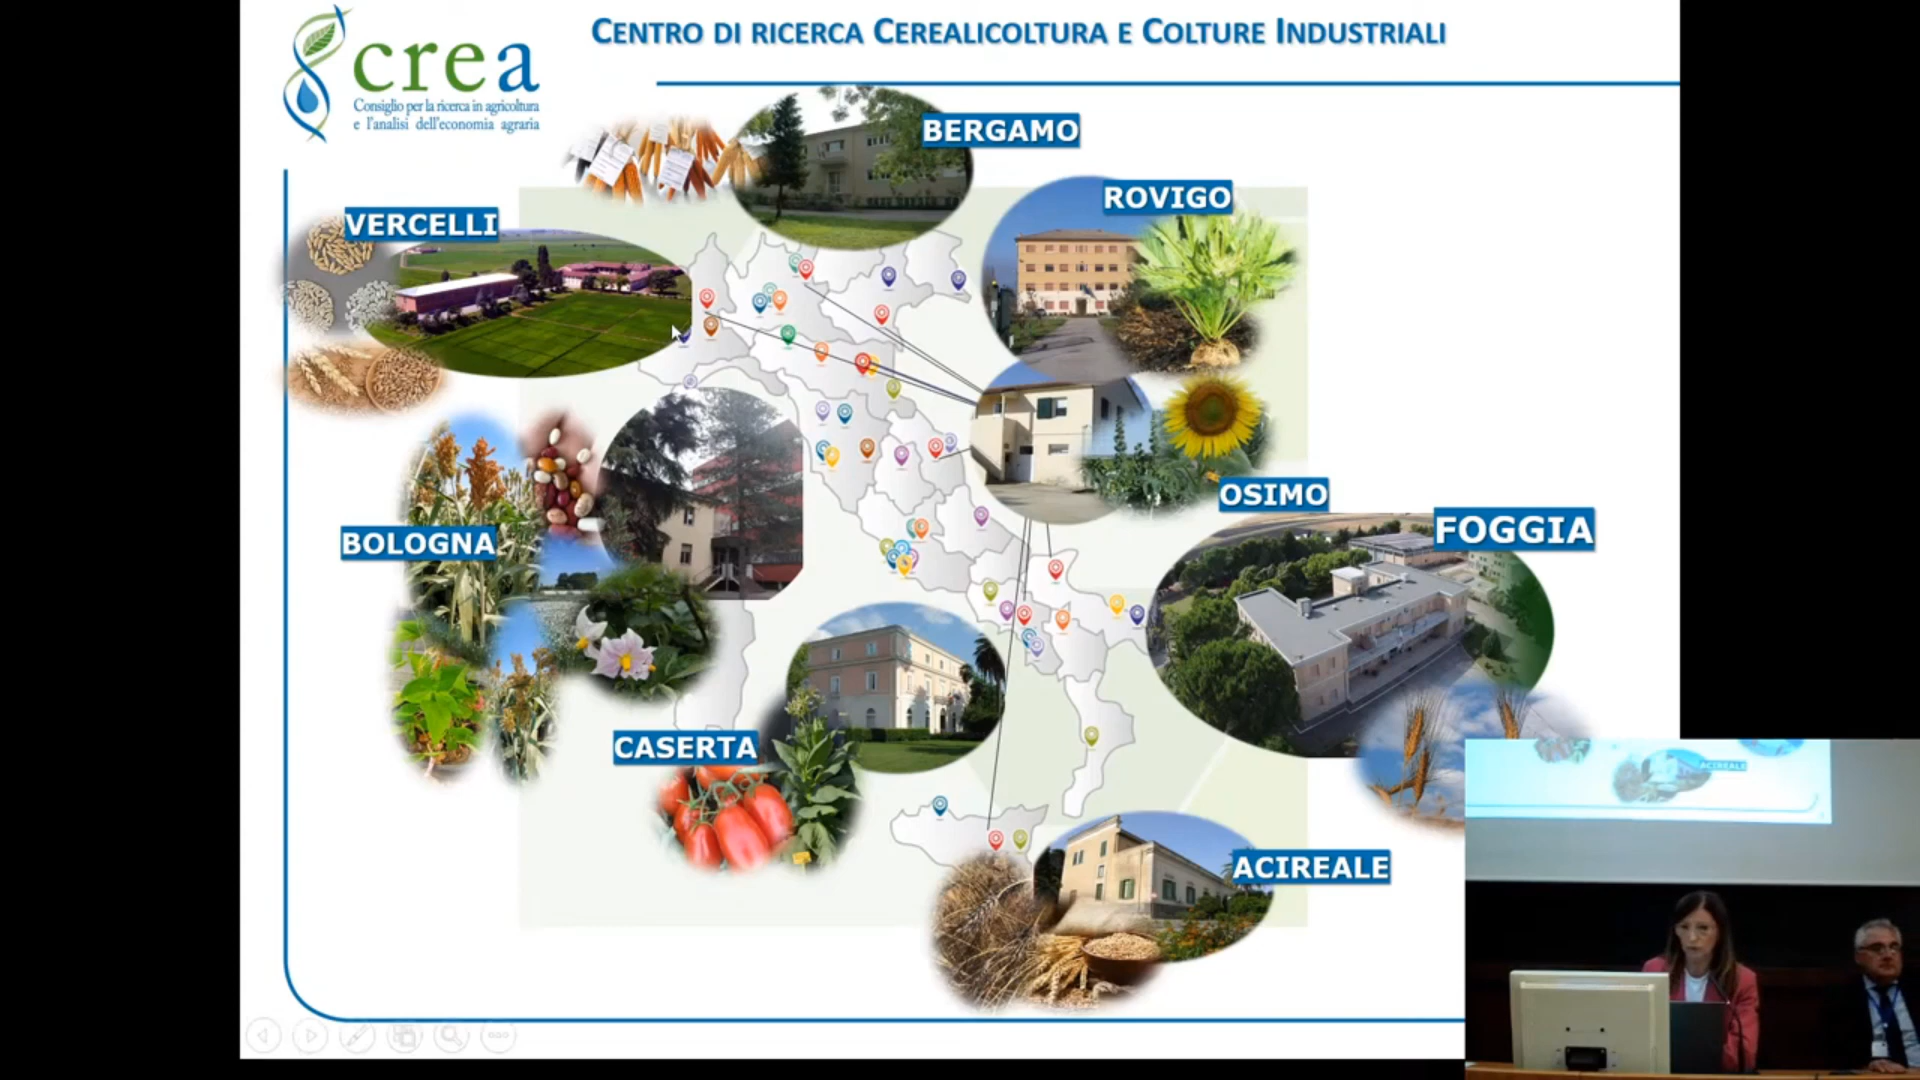 CENTRO DI RICERCA CEREALICOLTURA E COLTURE INDUSTRIALI
crea
Consiglio per la ricerca in agricoltura
e l'analisi dell'economia agraria
BERGAMO
ROVIGO
VERCELLI
OSIMO
FOGGIA
BOLOGNA
CASERTA
ACIREALE
ACIREALE